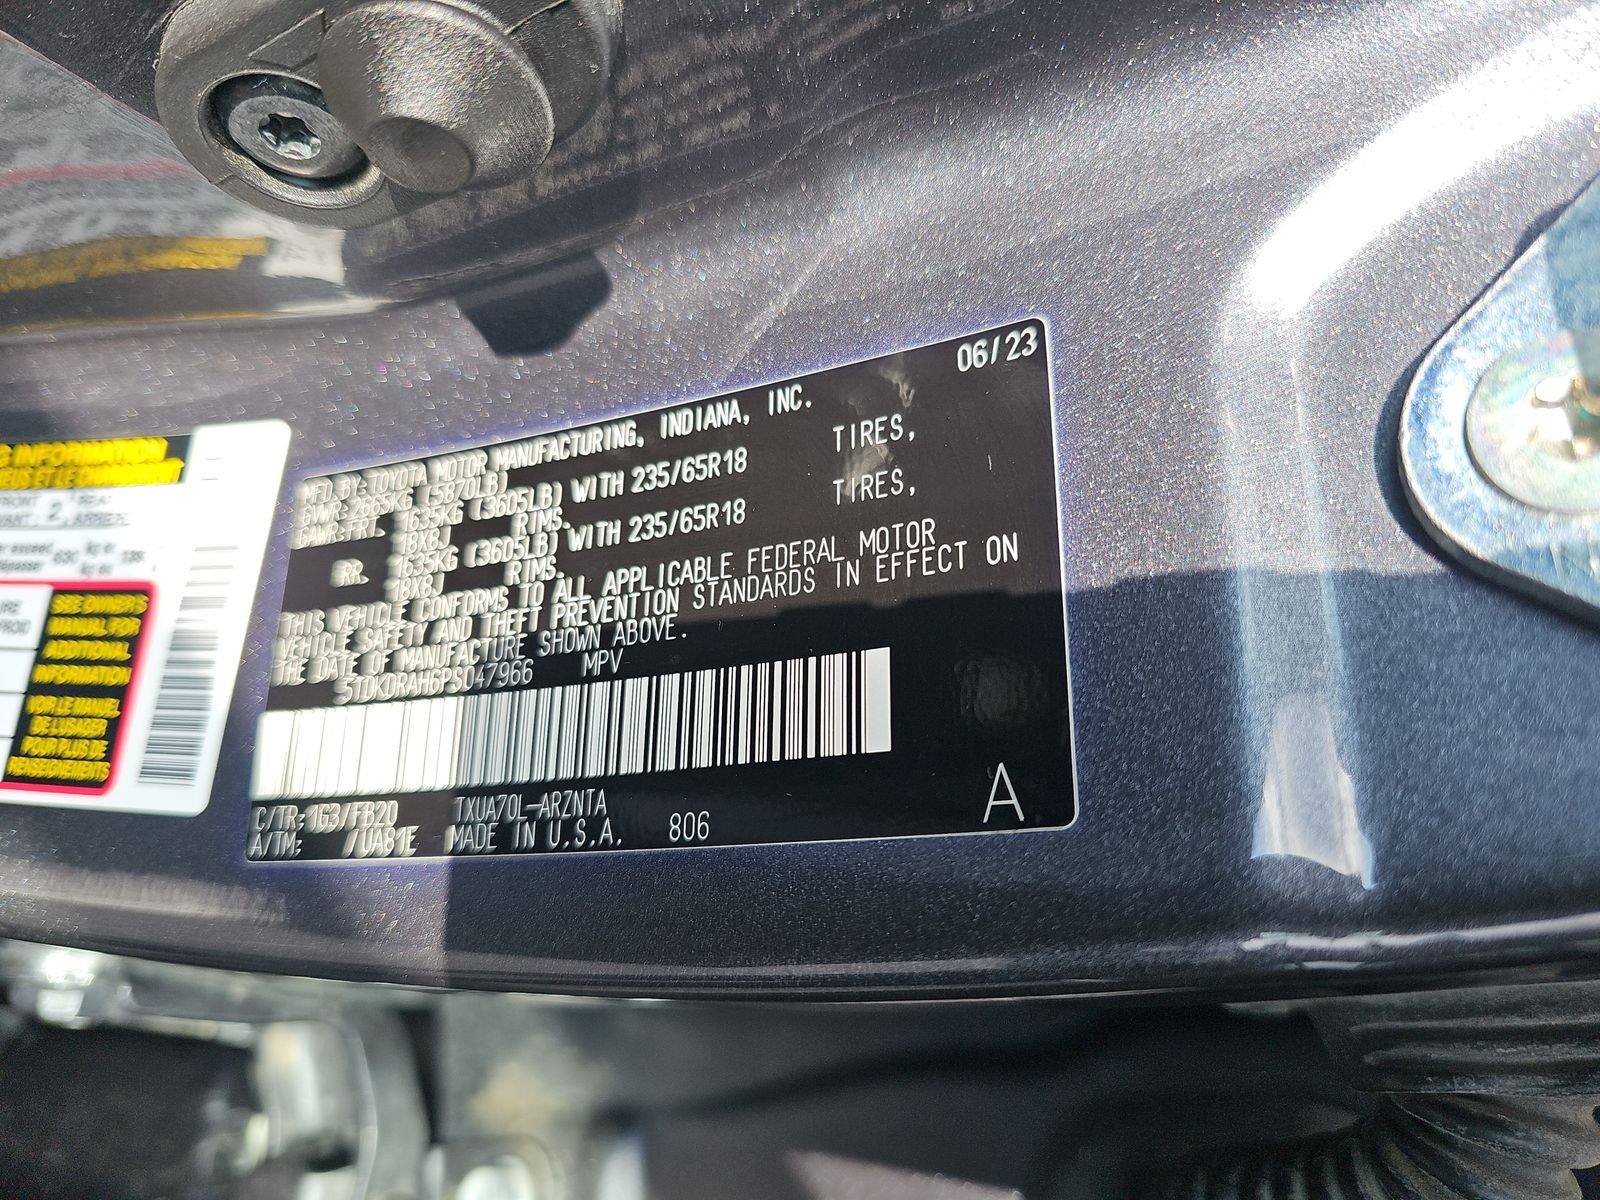 06/23
MFD.BY:TOYOTA MOTOR MANUFACTURING, INDIANA, INC.
GVWR:2665KG (5870LB)
GAWR:FRT. 1635KG (3605LB) WITH 235/65R18 TIRES,
18X8J RIMS.
RR. 1635KG (3605LB) WITH 235/65R18 TIRES,
18X8J RIMS.
THIS VEHICLE CONFORMS TO ALL APPLICABLE FEDERAL MOTOR
VEHICLE SAFETY AND THEFT PREVENTION STANDARDS IN EFFECT ON
THE DATE OF MANUFACTURE SHOWN ABOVE.
5TDKDRAH6PS047966 MPV
C/TR:1G3/FB20 TXUA70L-ARZNTA
A/TM: /UA81E MADE IN U.S.A. 806
A
INFORMATION
FRONT 2, REAR
SEE OWNER'S
MANUAL FOR
ADDITIONAL
INFORMATION
VOIR LE MANUEL
DE L'USAGER
POUR PLUS DE
RENSEIGNEMENTS